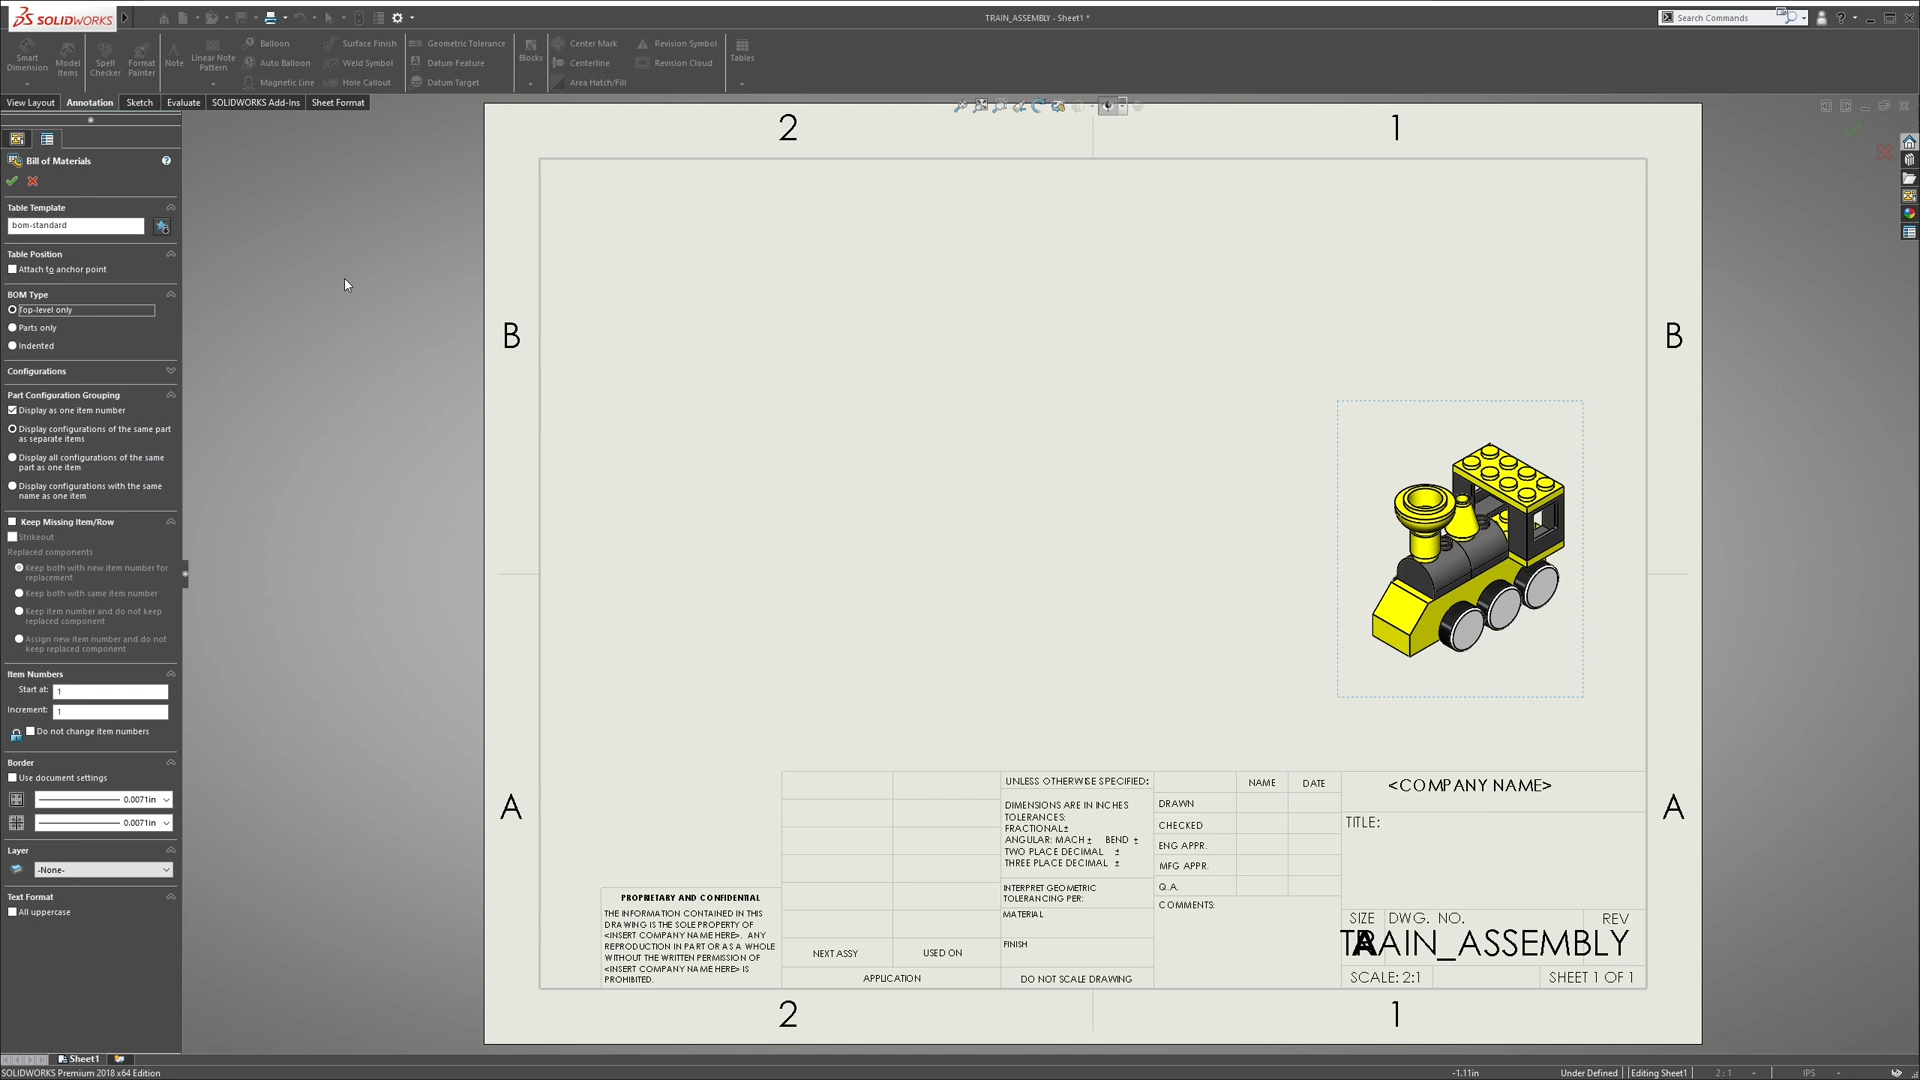 SOLIDWORKS
TRAIN_ASSEMBLY - Sheet1 *
Search Commands
Smart
Dimension
Model
Items
Spell
Checker
Format
Painter
Note
Linear Note
Pattern
Balloon
Auto Balloon
Magnetic Line
Surface Finish
Weld Symbol
Hole Callout
Geometric Tolerance
Datum Feature
Datum Target
Blocks
Center Mark
Centerline
Area Hatch/Fill
Revision Symbol
Revision Cloud
Tables
View Layout
Annotation
Sketch
Evaluate
SOLIDWORKS Add-Ins
Sheet Format
Bill of Materials
Table Template
bom-standard
Table Position
Attach to anchor point
BOM Type
Top-level only
Parts only
Indented
Configurations
Part Configuration Grouping
Display as one item number
Display configurations of the same part
as separate items
Display all configurations of the same
part as one item
Display configurations with the same
name as one item
Keep Missing Item/Row
Strikeout
Replaced components
Keep both with new item number for
replacement
Keep both with same item number
Keep item number and do not keep
replaced component
Assign new item number and do not
keep replaced component
Item Numbers
Start at: 1
Increment: 1
Do not change item numbers
Border
Use document settings
0.0071in
0.0071in
Layer
-None-
Text Format
All uppercase
2
1
B
B
A
A
2
1
PROPRIETARY AND CONFIDENTIAL
THE INFORMATION CONTAINED IN THIS
DRAWING IS THE SOLE PROPERTY OF
<INSERT COMPANY NAME HERE>. ANY
REPRODUCTION IN PART OR AS A WHOLE
WITHOUT THE WRITTEN PERMISSION OF
<INSERT COMPANY NAME HERE> IS
PROHIBITED.
NEXT ASSY
USED ON
APPLICATION
UNLESS OTHERWISE SPECIFIED:
DIMENSIONS ARE IN INCHES
TOLERANCES:
FRACTIONAL±
ANGULAR: MACH± BEND ±
TWO PLACE DECIMAL ±
THREE PLACE DECIMAL ±
INTERPRET GEOMETRIC
TOLERANCING PER:
MATERIAL
FINISH
DO NOT SCALE DRAWING
NAME
DATE
DRAWN
CHECKED
ENG APPR.
MFG APPR.
Q.A.
COMMENTS:
<COMPANY NAME>
TITLE:
SIZE
DWG. NO.
REV
A
TRAIN_ASSEMBLY
SCALE: 2:1
SHEET 1 OF 1
Sheet1
SOLIDWORKS Premium 2018 x64 Edition
-1.11in
Under Defined
Editing Sheet1
2 : 1
IPS